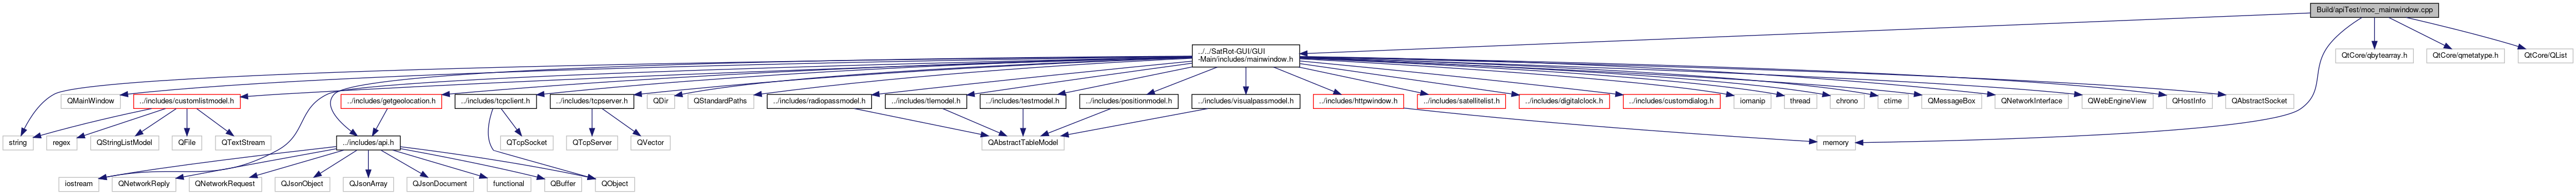 Build/apiTest/moc_mainwindow.cpp
../../SatRot-GUI/GUI
-Main/includes/mainwindow.h
QtCore/qbytearray.h
QtCore/qmetatype.h
QtCore/QList
QMainWindow
../includes/customlistmodel.h
../includes/getgeolocation.h
../includes/tcpclient.h
../includes/tcpserver.h
QDir
QStandardPaths
../includes/radiopassmodel.h
../includes/tlemodel.h
../includes/testmodel.h
../includes/positionmodel.h
../includes/visualpassmodel.h
../includes/httpwindow.h
../includes/satellitelist.h
../includes/digitalclock.h
../includes/customdialog.h
iomanip
thread
chrono
ctime
QMessageBox
QNetworkInterface
QWebEngineView
QHostInfo
QAbstractSocket
string
regex
QStringListModel
QFile
QTextStream
../includes/api.h
QTcpSocket
QTcpServer
QVector
QAbstractTableModel
memory
iostream
QNetworkReply
QNetworkRequest
QJsonObject
QJsonArray
QJsonDocument
functional
QBuffer
QObject